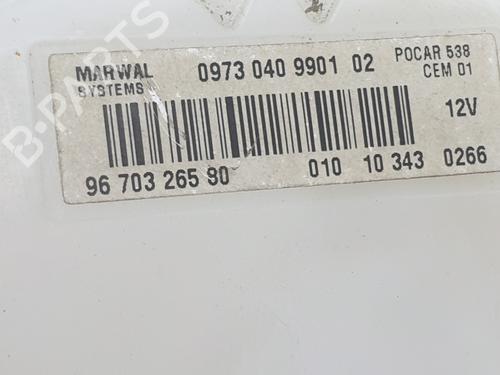 MARWAL 0973 040 9901 02 POCAR 538
SYSTEMS CEM 01
12V
96 703 265 80 010 10 343 0266
B-PARTS